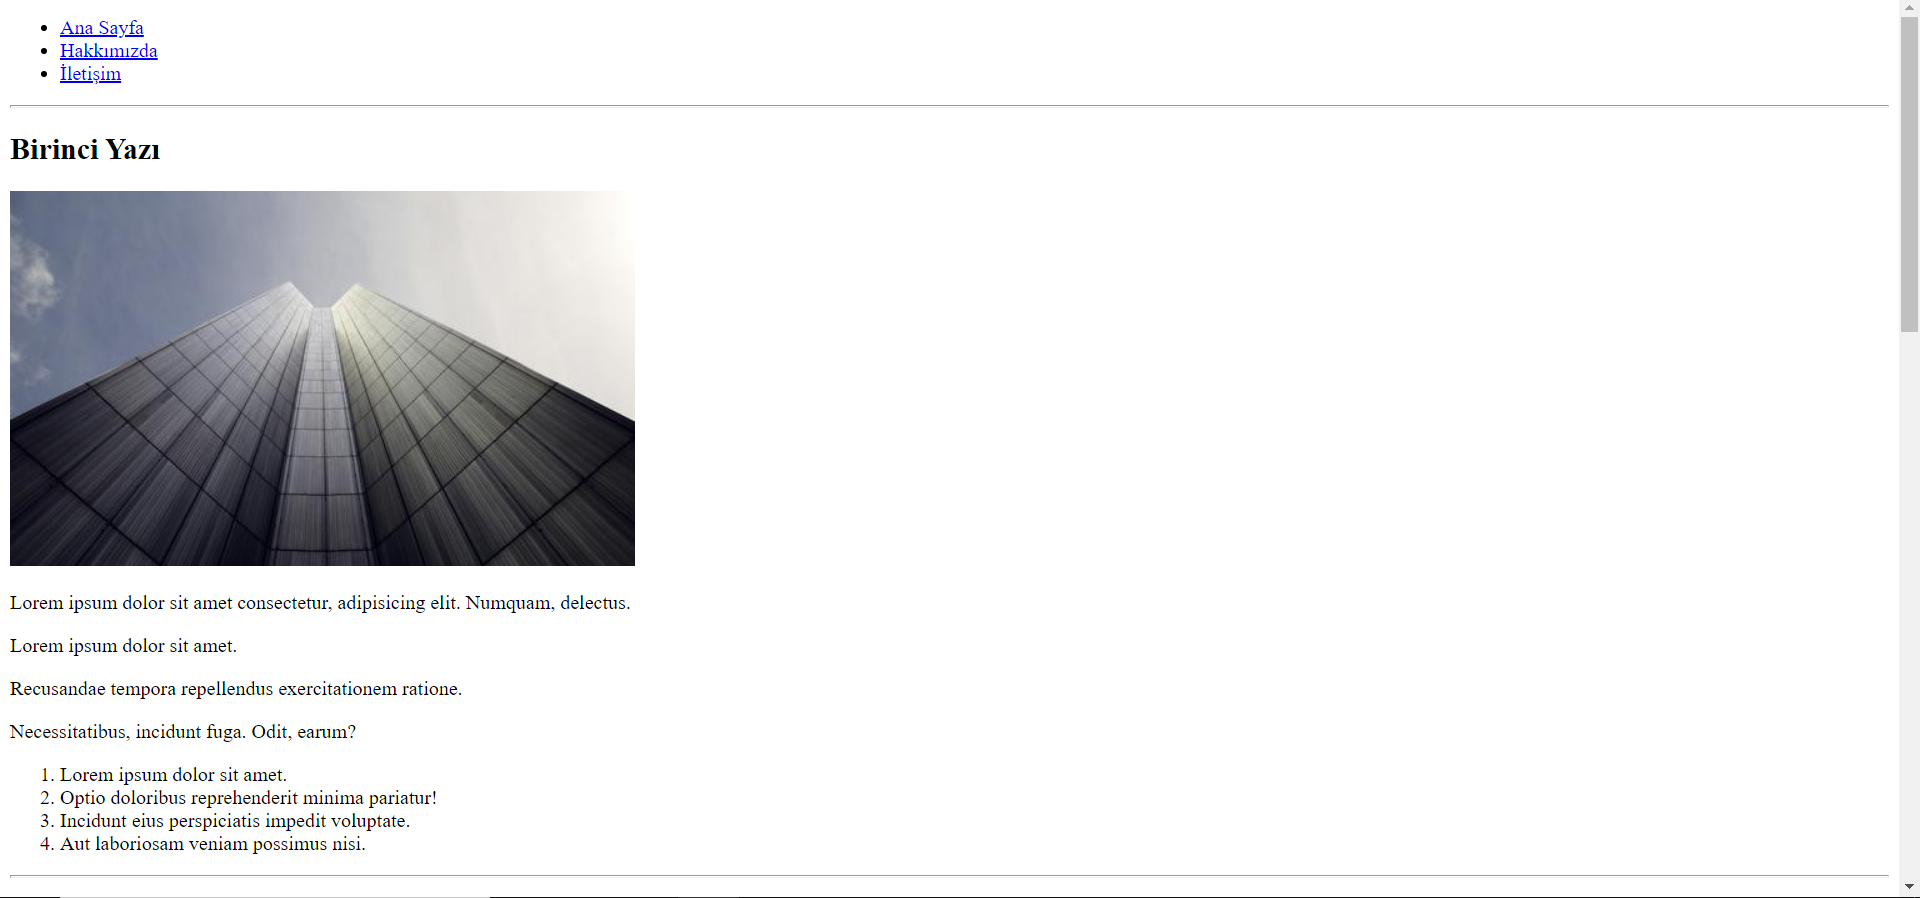 Ana Sayfa
Hakkımızda
İletişim
Birinci Yazı
Lorem ipsum dolor sit amet consectetur, adipisicing elit. Numquam, delectus.
Lorem ipsum dolor sit amet.
Recusandae tempora repellendus exercitationem ratione.
Necessitatibus, incidunt fuga. Odit, earum?
1. Lorem ipsum dolor sit amet.
2. Optio doloribus reprehenderit minima pariatur!
3. Incidunt eius perspiciatis impedit voluptate.
4. Aut laboriosam veniam possimus nisi.